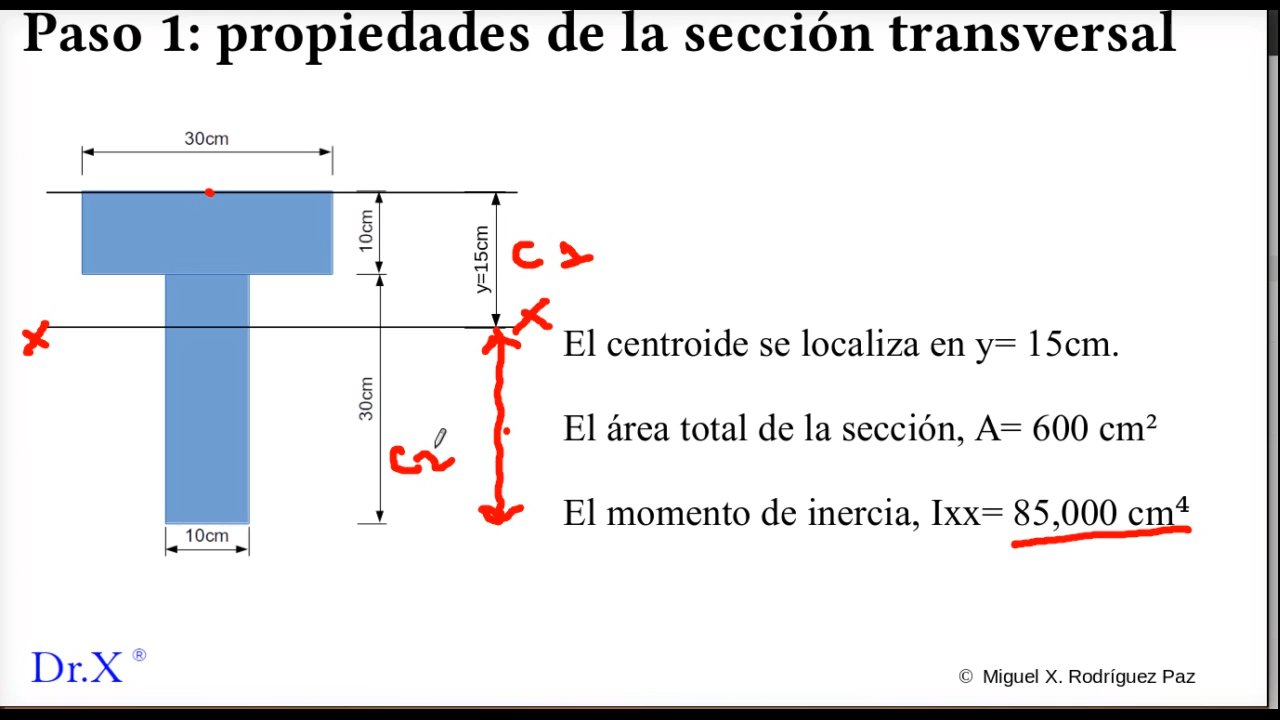 Paso 1: propiedades de la sección transversal
30cm
10cm
y=15cm
C 1
X
X
El centroide se localiza en y= 15cm.
30cm
El área total de la sección, A= 600 cm²
C2
El momento de inercia, Ixx= 85,000 cm⁴
10cm
Dr.X ®
© Miguel X. Rodríguez Paz